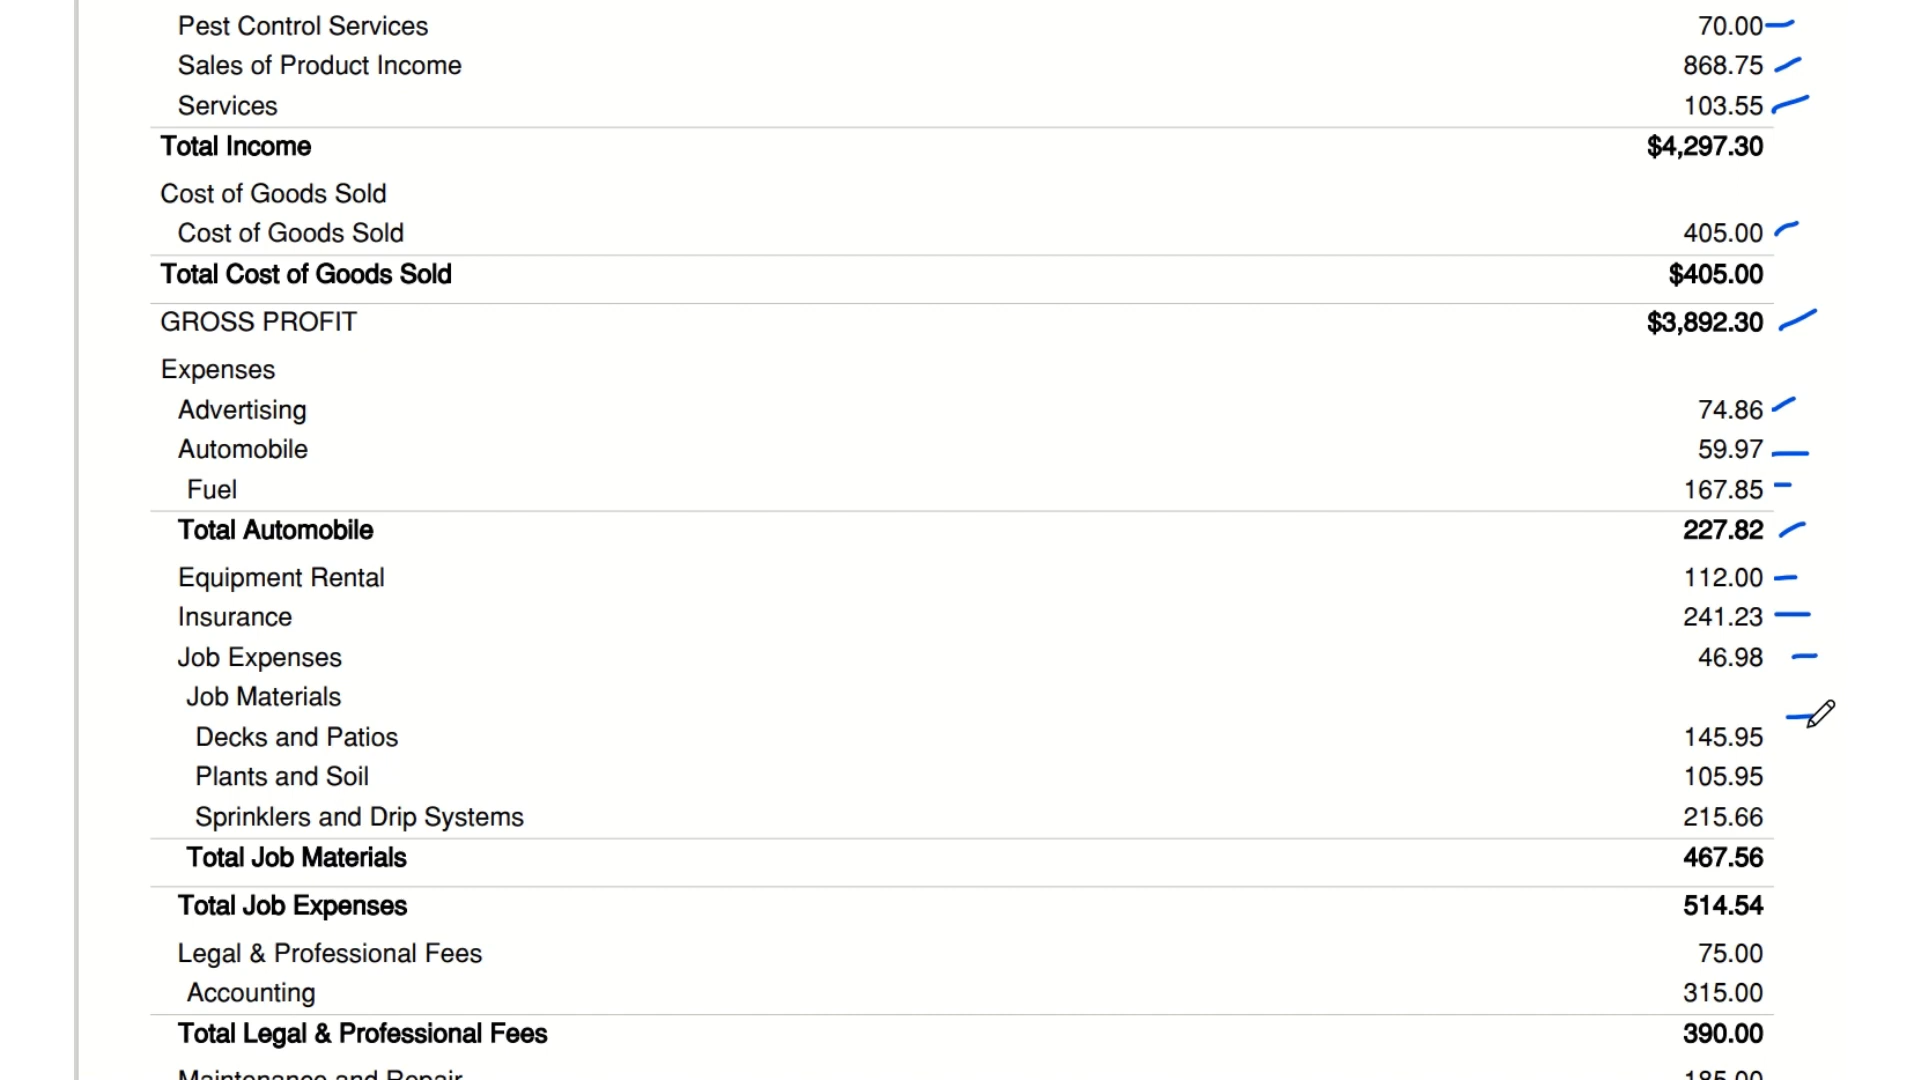 Pest Control Services 70.00
Sales of Product Income 868.75
Services 103.55
Total Income $4,297.30
Cost of Goods Sold
Cost of Goods Sold 405.00
Total Cost of Goods Sold $405.00
GROSS PROFIT $3,892.30
Expenses
Advertising 74.86
Automobile 59.97
Fuel 167.85
Total Automobile 227.82
Equipment Rental 112.00
Insurance 241.23
Job Expenses 46.98
Job Materials
Decks and Patios 145.95
Plants and Soil 105.95
Sprinklers and Drip Systems 215.66
Total Job Materials 467.56
Total Job Expenses 514.54
Legal & Professional Fees 75.00
Accounting 315.00
Total Legal & Professional Fees 390.00
Maintenance and Repair 185.00